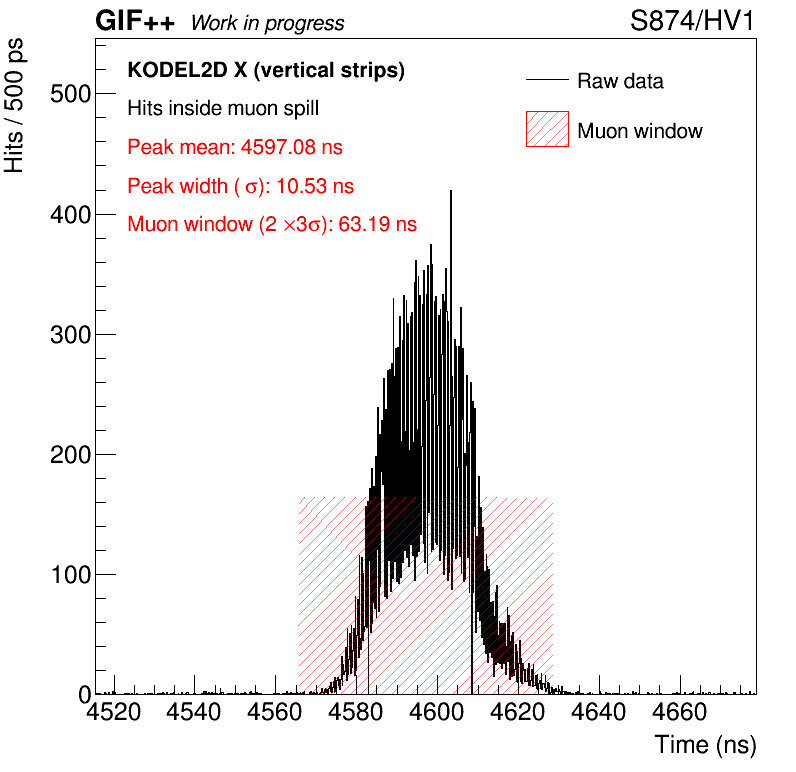 GIF++ Work in progress S874/HV1
Hits / 500 ps
KODEL2D X (vertical strips)
Hits inside muon spill
Peak mean: 4597.08 ns
Peak width ( σ): 10.53 ns
Muon window (2 ×3σ): 63.19 ns
Raw data
Muon window
500
400
300
200
100
0
4520 4540 4560 4580 4600 4620 4640 4660
Time (ns)